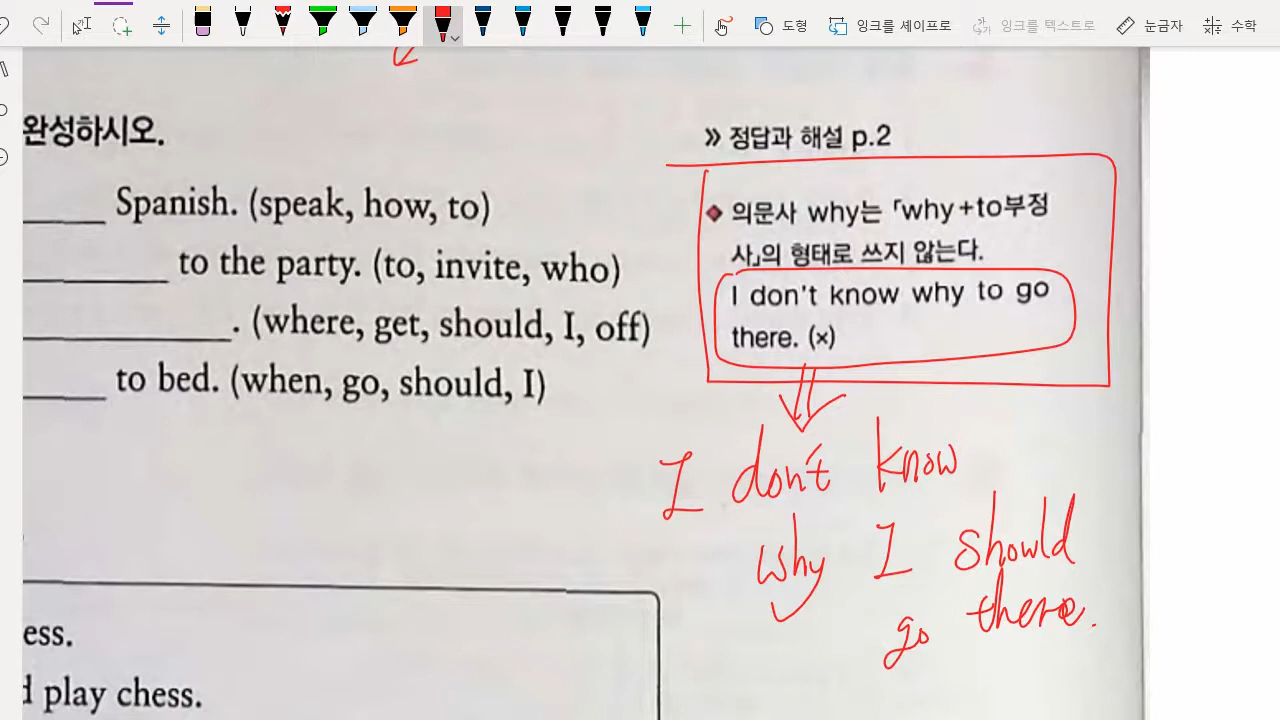 도형
잉크를 셰이프로
잉크를 텍스트로
눈금자
수학
완성하시오.
» 정답과 해설 p.2
Spanish. (speak, how, to)
to the party. (to, invite, who)
. (where, get, should, I, off)
to bed. (when, go, should, I)
의문사 why는 「why+to부정
사」의 형태로 쓰지 않는다.
I don't know why to go
there. (×)
I don't know
why I should
go there.
ess.
d play chess.